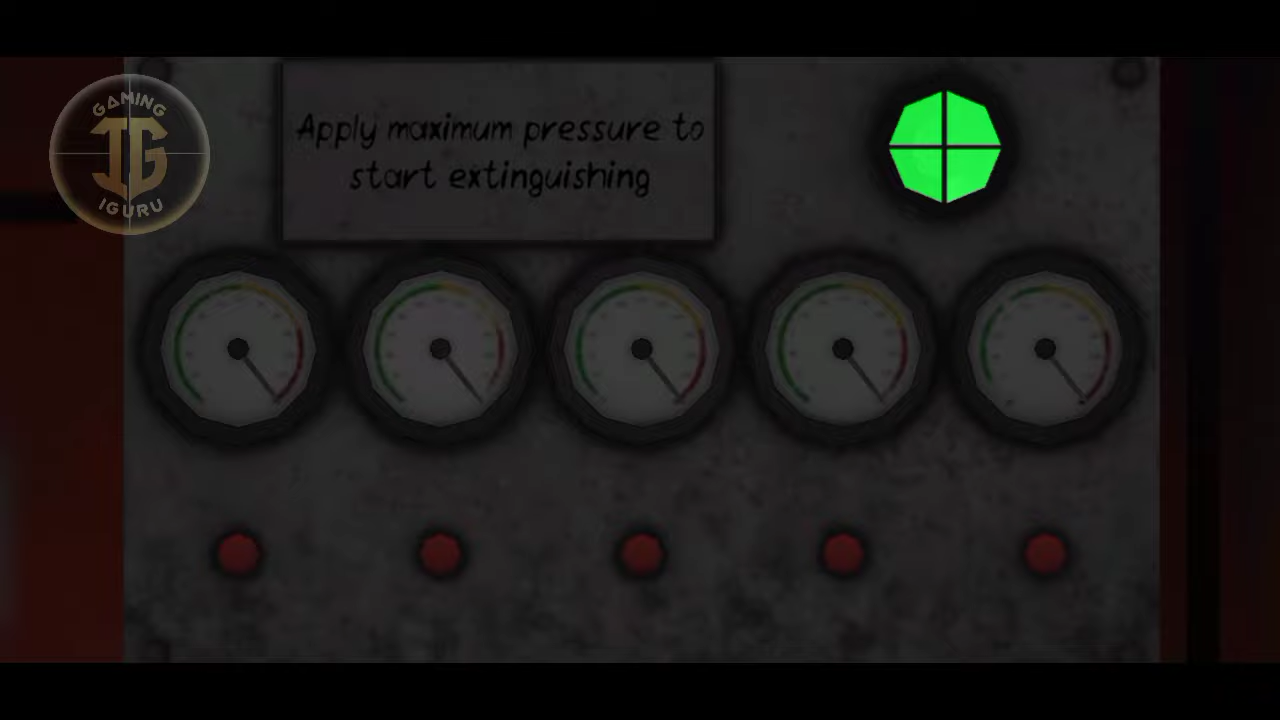 GAMING
IG
IGURU
Apply maximum pressure to
start extinguishing